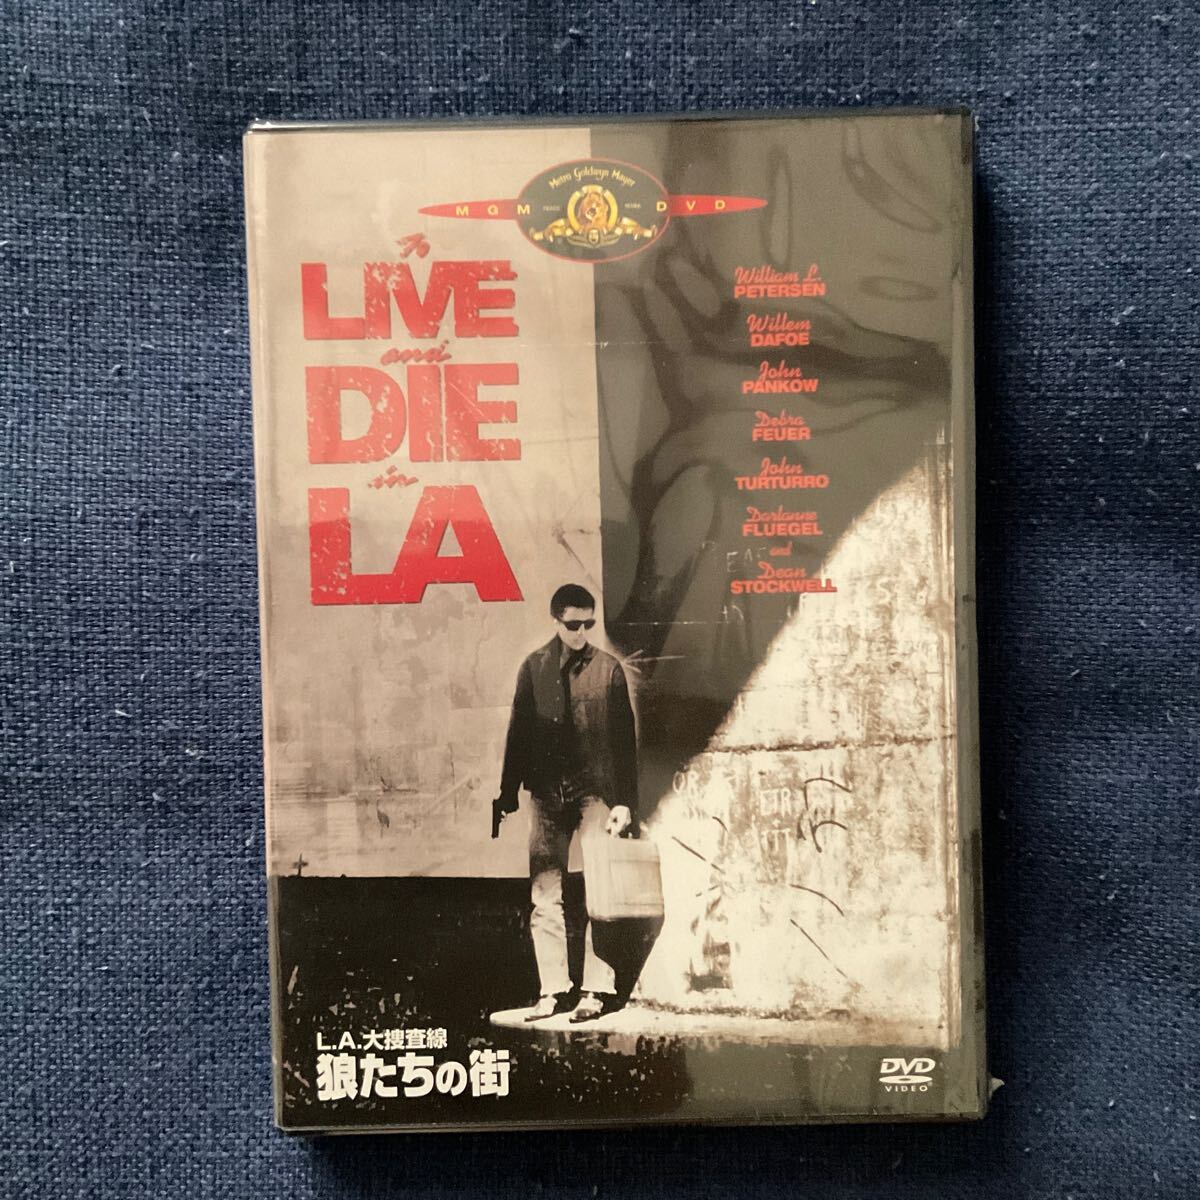 Metro Goldwyn Mayer
MGM DVD
To
LIVE
and
DIE
in
LA
William L.
PETERSEN
Willem
DAFOE
John
PANKOW
Debra
FEUER
John
TURTURRO
Darlanne
FLUEGEL
and
Dean
STOCKWELL
L.A.大捜査線
狼たちの街
DVD
VIDEO